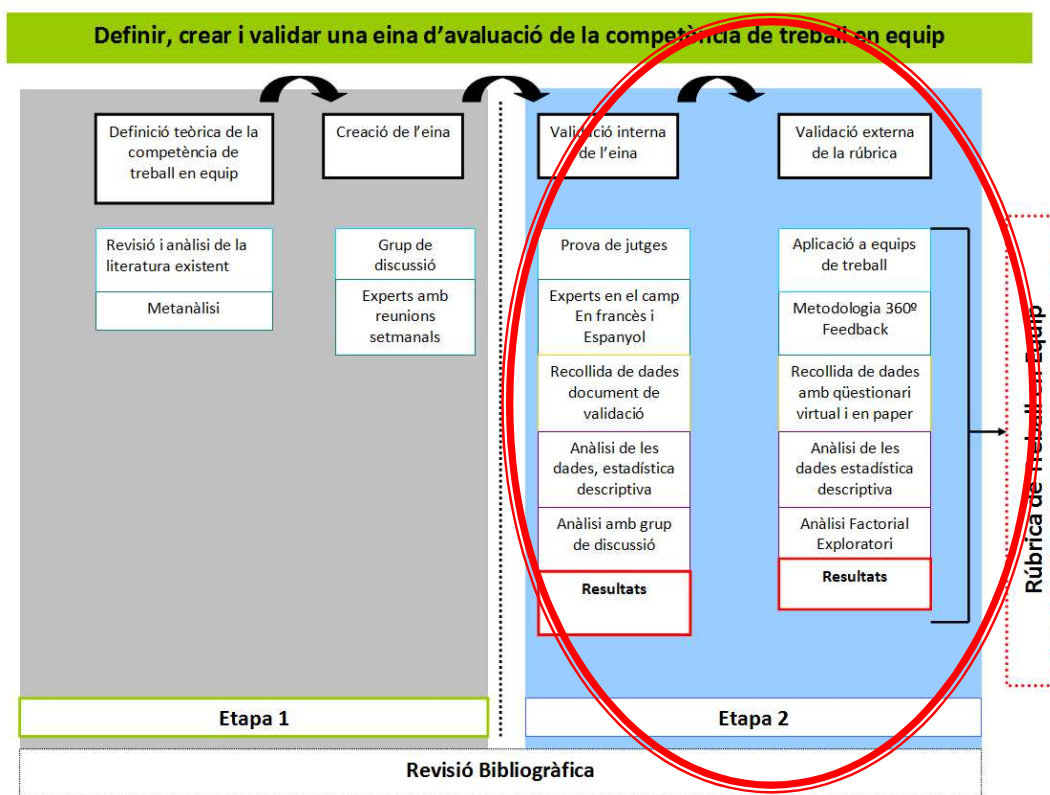 Definir, crear i validar una eina d'avaluació de la competència de treball en equip
Definició teòrica de la
competència de
treball en equip
Creació de l'eina
Validació interna
de l'eina
Validació externa
de la rúbrica
Revisió i anàlisi de la
literatura existent
Metanàlisi
Grup de
discussió
Experts amb
reunions
setmanals
Prova de jutges
Experts en el camp
En francès i
Espanyol
Recollida de dades
document de
validació
Anàlisi de les
dades, estadística
descriptiva
Anàlisi amb grup
de discussió
Resultats
Aplicació a equips
de treball
Metodologia 360º
Feedback
Recollida de dades
amb qüestionari
virtual i en paper
Anàlisi de les
dades estadística
descriptiva
Anàlisi Factorial
Exploratori
Resultats
Rúbrica de Treball en Equip
Etapa 1
Etapa 2
Revisió Bibliogràfica